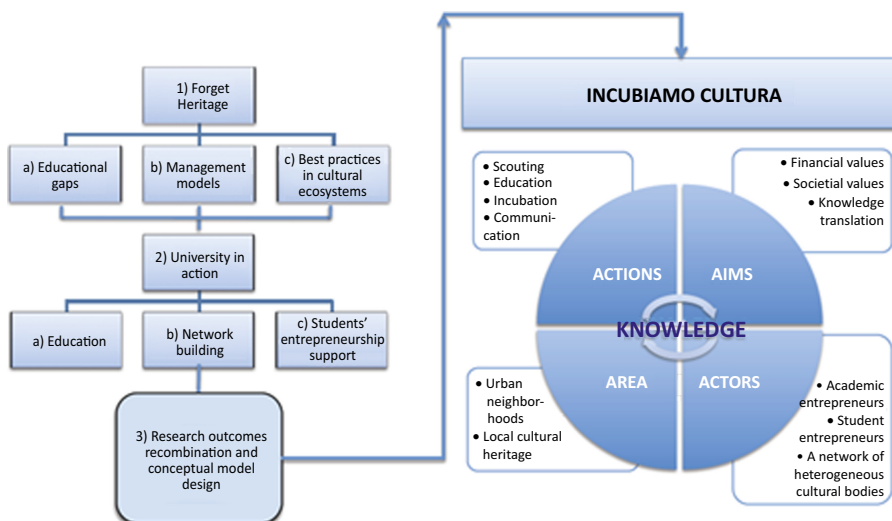 1) Forget
Heritage
a) Educational
gaps
b) Management
models
c) Best practices
in cultural
ecosystems
2) University in
action
a) Education
b) Network
building
c) Students’
entrepreneurship
support
3) Research outcomes
recombination and
conceptual model
design
INCUBIAMO CULTURA
• Scouting
• Education
• Incubation
• Communi-
cation
• Financial values
• Societial values
• Knowledge
translation
ACTIONS
AIMS
KNOWLEDGE
AREA
ACTORS
• Urban
neighbor-
hoods
• Local cultural
heritage
• Academic
entrepreneurs
• Student
entrepreneurs
• A network of
heterogeneous
cultural bodies